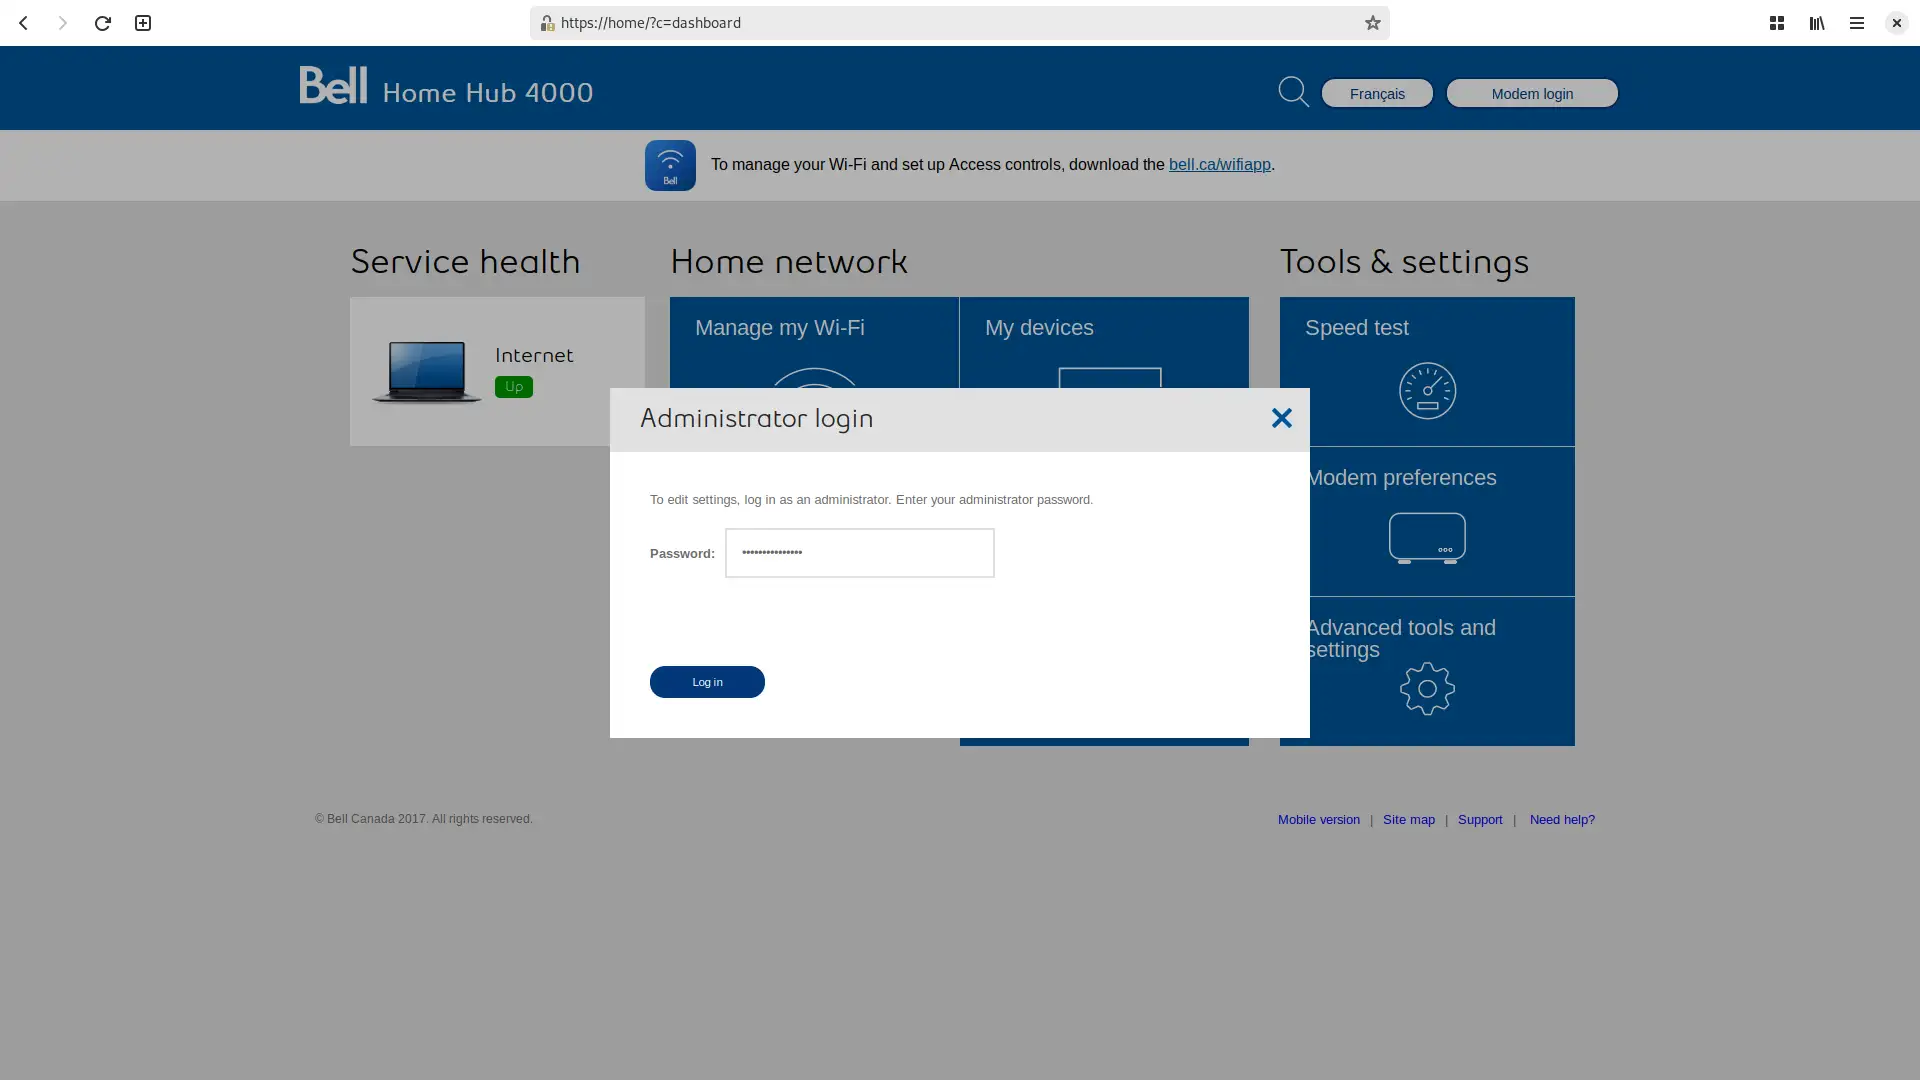 https://home/?c=dashboard
Bell Home Hub 4000
Français
Modem login
Bell
To manage your Wi-Fi and set up Access controls, download the bell.ca/wifiapp.
Service health
Home network
Tools & settings
Internet
Up
Manage my Wi-Fi
My devices
Speed test
Administrator login
To edit settings, log in as an administrator. Enter your administrator password.
Password: •••••••••••••••
Log in
Modem preferences
Advanced tools and
settings
© Bell Canada 2017. All rights reserved.
Mobile version | Site map | Support | Need help?